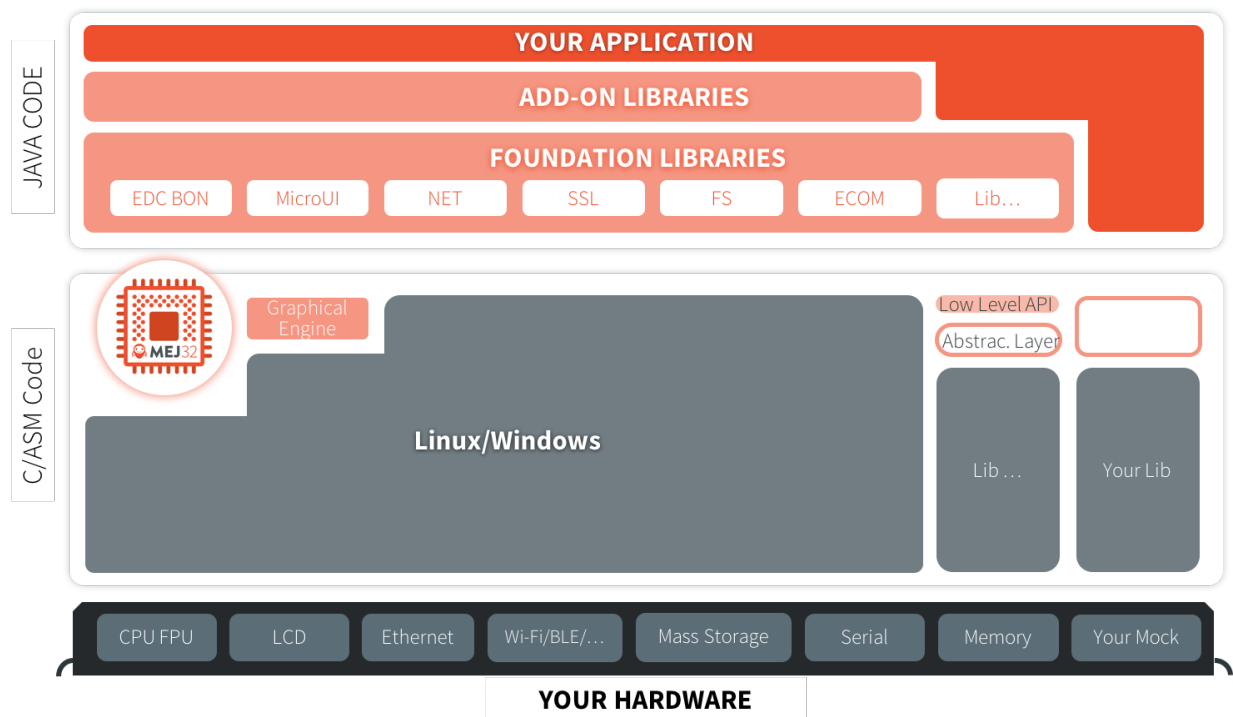 JAVA CODE
YOUR APPLICATION
ADD-ON LIBRARIES
FOUNDATION LIBRARIES
EDC BON
MicroUI
NET
SSL
FS
ECOM
Lib…
C/ASM Code
MEJ32
Graphical
Engine
Linux/Windows
Low Level API
Abstrac. Layer
Lib …
Your Lib
CPU FPU
LCD
Ethernet
Wi-Fi/BLE/…
Mass Storage
Serial
Memory
Your Mock
YOUR HARDWARE